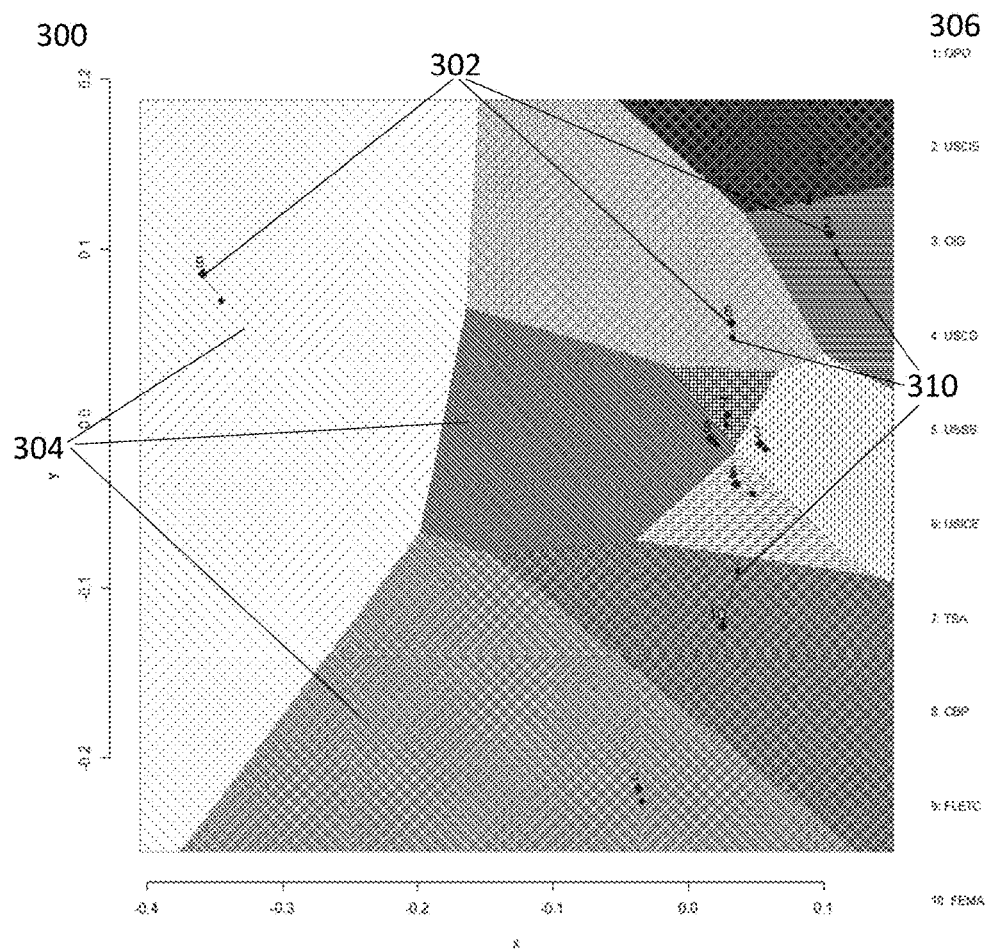 300
306
302
1: OPO
0.2
2: USCIS
3: OIG
0.1
4: USCG
310
0.0
5: USSS
304
y
6: USICE
-0.1
7: TSA
8: CBP
-0.2
9: FLETC
10: FEMA
-0.4 -0.3 -0.2 -0.1 0.0 0.1
x